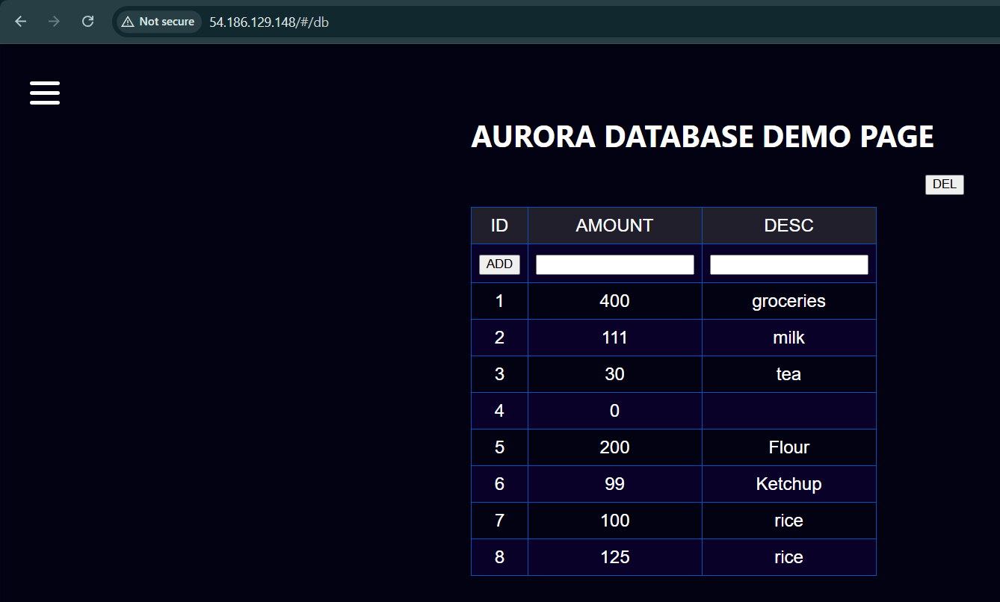 Not secure 54.186.129.148/#/db
AURORA DATABASE DEMO PAGE
DEL
ID AMOUNT DESC
ADD
1 400 groceries
2 111 milk
3 30 tea
4 0
5 200 Flour
6 99 Ketchup
7 100 rice
8 125 rice